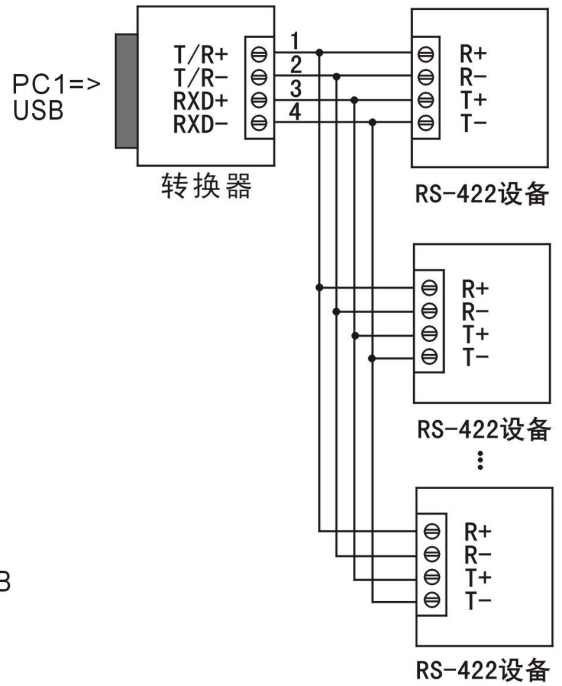 PC1=>
USB
T/R+
T/R-
RXD+
RXD-
1
2
3
4
转换器
R+
R-
T+
T-
RS-422设备
R+
R-
T+
T-
RS-422设备
R+
R-
T+
T-
RS-422设备
B